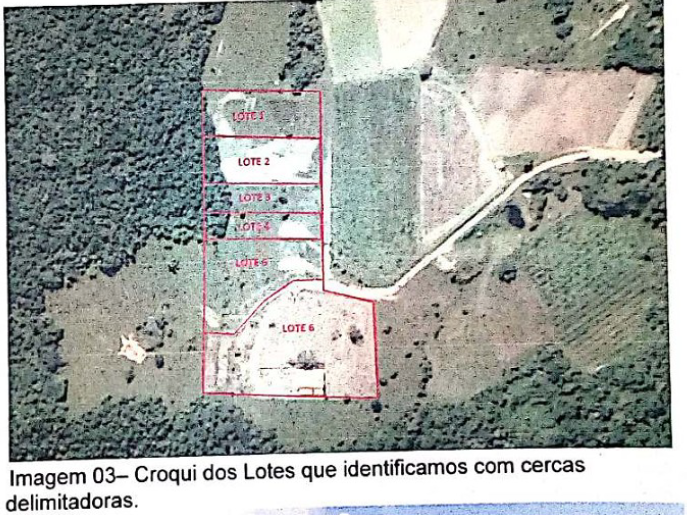 LOTE 1
LOTE 2
LOTE 3
LOTE 4
LOTE 5
LOTE 6
Imagem 03– Croqui dos Lotes que identificamos com cercas
delimitadoras.